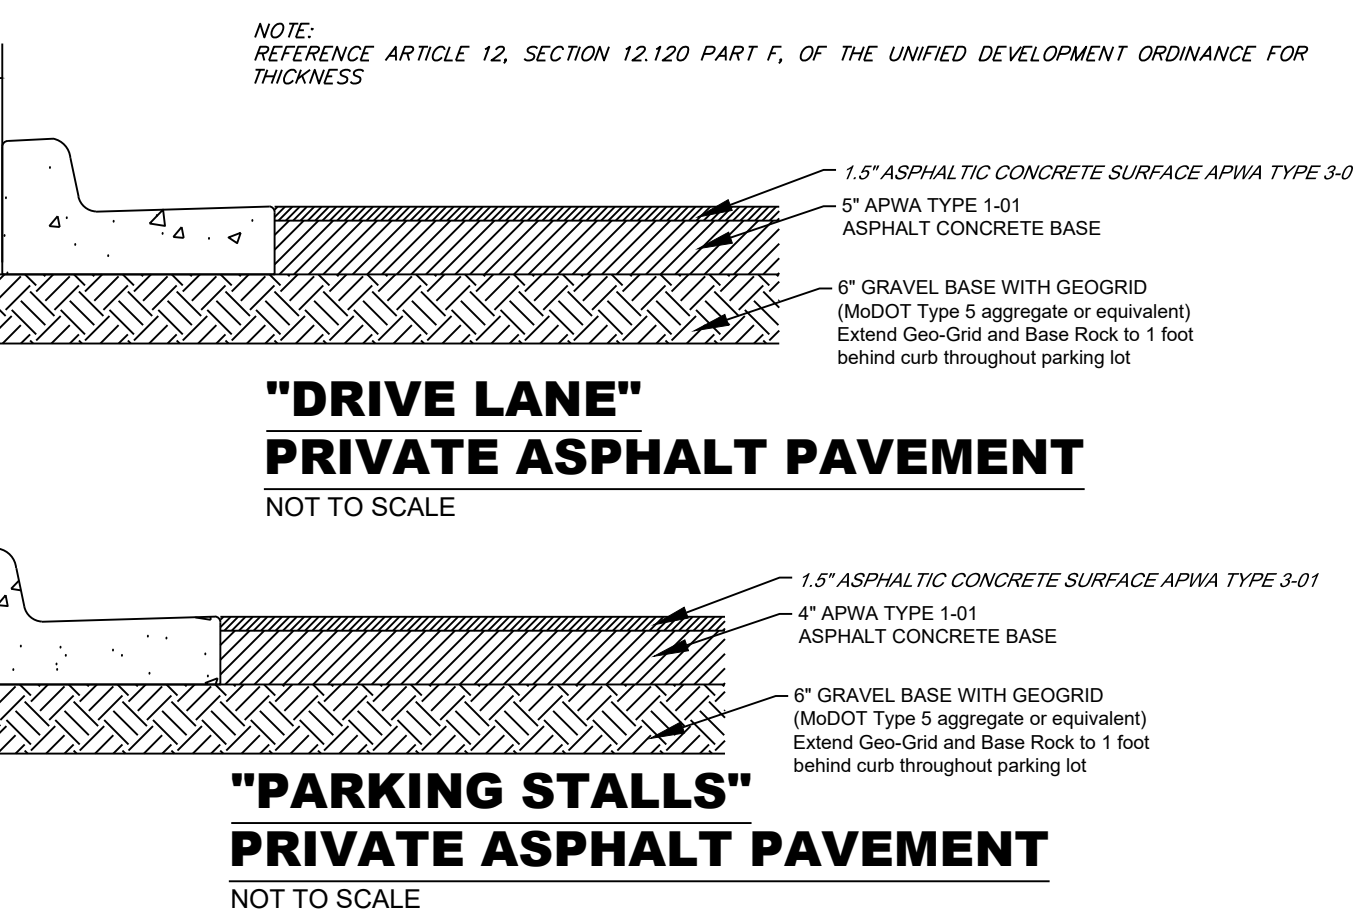 NOTE:
REFERENCE ARTICLE 12, SECTION 12.120 PART F, OF THE UNIFIED DEVELOPMENT ORDINANCE FOR
THICKNESS
1.5" ASPHALTIC CONCRETE SURFACE APWA TYPE 3-0
5" APWA TYPE 1-01
ASPHALT CONCRETE BASE
6" GRAVEL BASE WITH GEOGRID
(MoDOT Type 5 aggregate or equivalent)
Extend Geo-Grid and Base Rock to 1 foot
behind curb throughout parking lot
"DRIVE LANE"
PRIVATE ASPHALT PAVEMENT
NOT TO SCALE
1.5" ASPHALTIC CONCRETE SURFACE APWA TYPE 3-01
4" APWA TYPE 1-01
ASPHALT CONCRETE BASE
6" GRAVEL BASE WITH GEOGRID
(MoDOT Type 5 aggregate or equivalent)
Extend Geo-Grid and Base Rock to 1 foot
behind curb throughout parking lot
"PARKING STALLS"
PRIVATE ASPHALT PAVEMENT
NOT TO SCALE